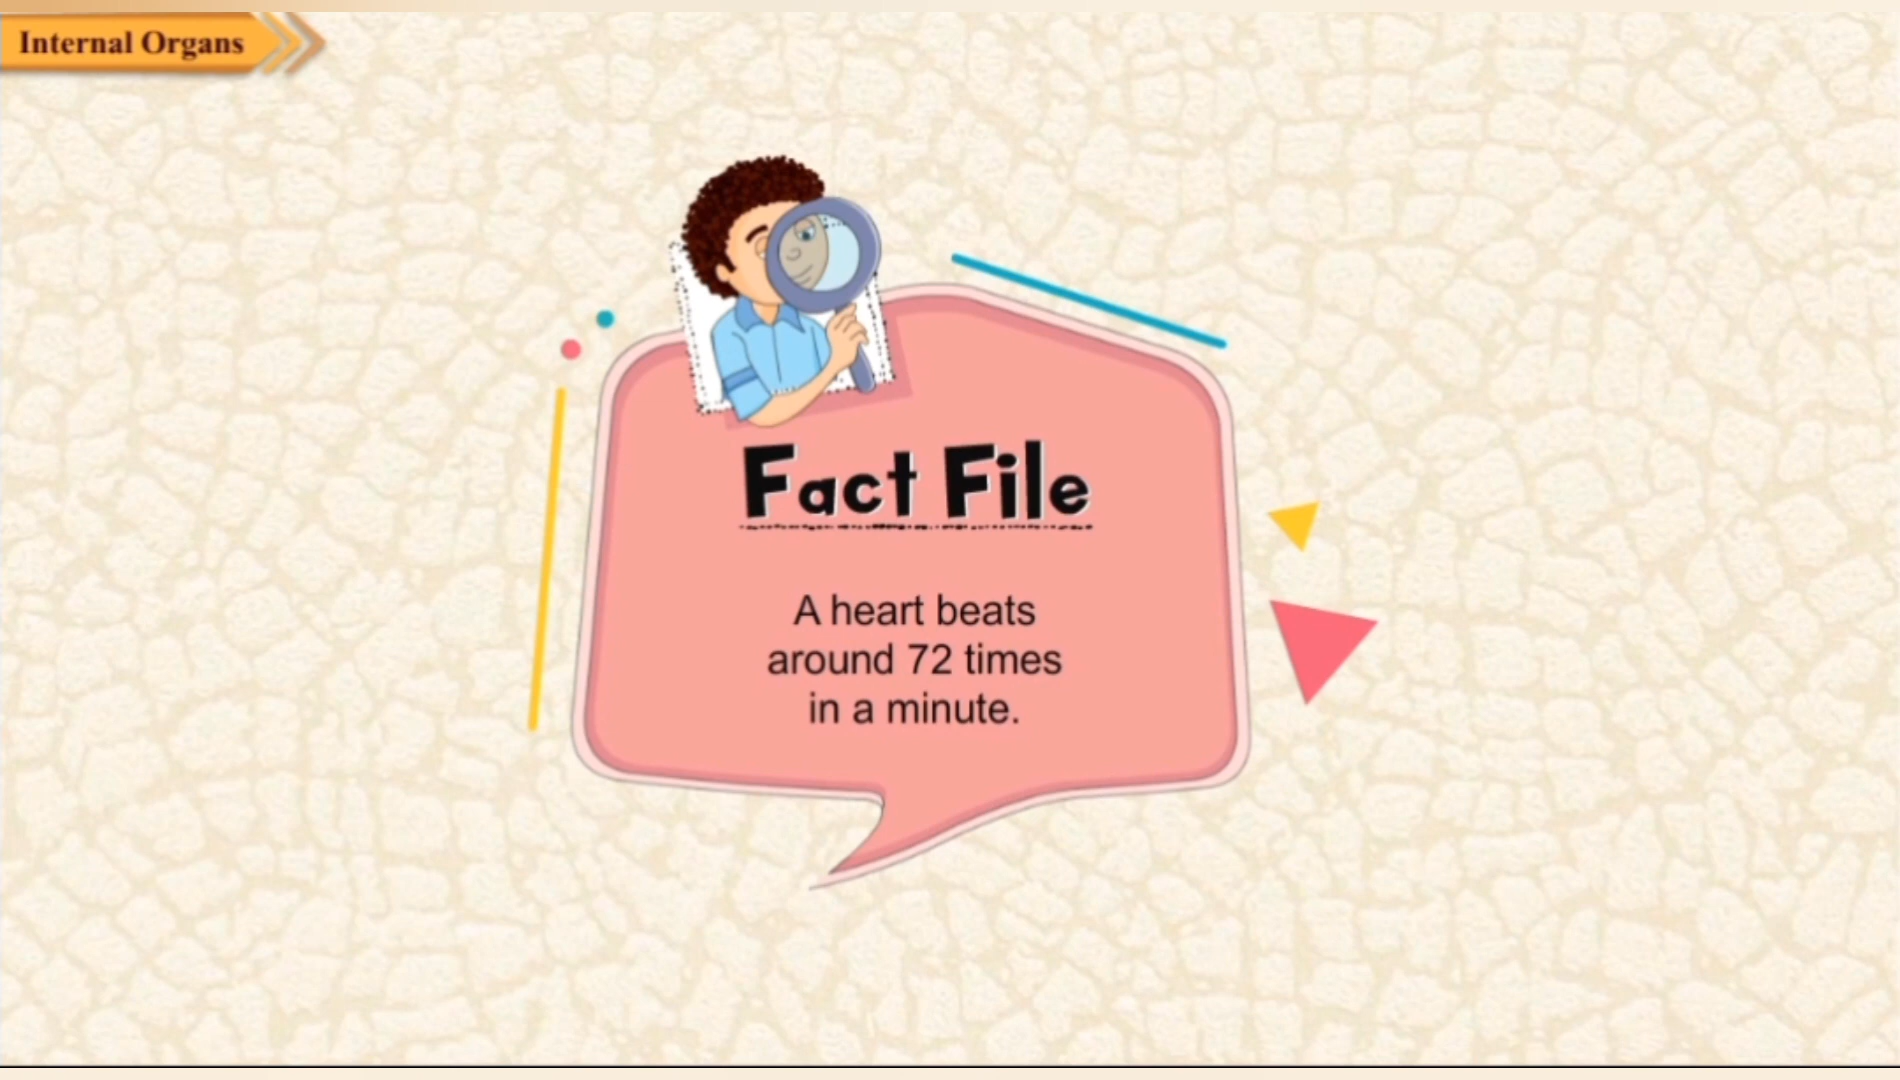 Internal Organs
Fact File
A heart beats
around 72 times
in a minute.